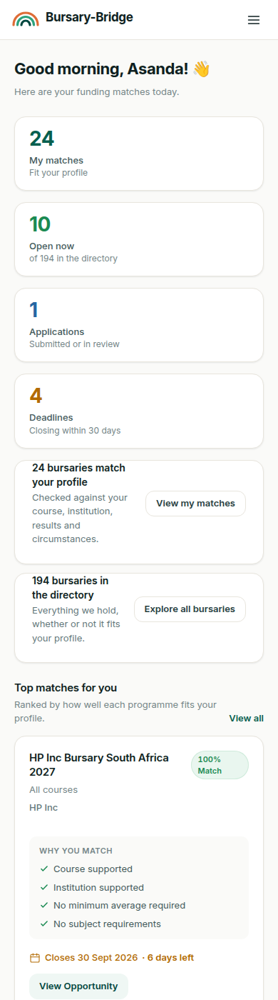 Bursary-Bridge
Good morning, Asanda! 👋
Here are your funding matches today.
24
My matches
Fit your profile
10
Open now
of 194 in the directory
1
Applications
Submitted or in review
4
Deadlines
Closing within 30 days
24 bursaries match
your profile
Checked against your
course, institution,
results and
circumstances.
View my matches
194 bursaries in
the directory
Everything we hold,
whether or not it fits
your profile.
Explore all bursaries
Top matches for you
Ranked by how well each programme fits your
profile.
View all
HP Inc Bursary South Africa
2027
100%
Match
All courses
HP Inc
WHY YOU MATCH
Course supported
Institution supported
No minimum average required
No subject requirements
Closes 30 Sept 2026 · 6 days left
View Opportunity